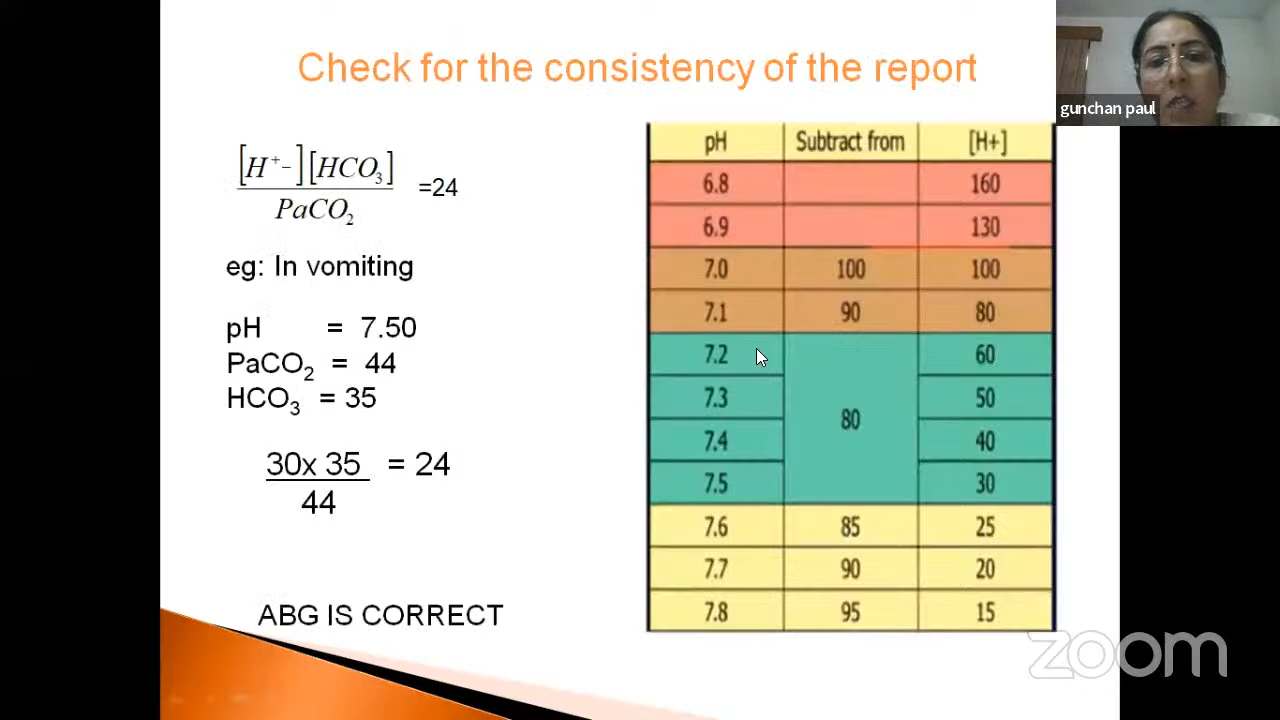 Check for the consistency of the report
gunchan paul
[H⁺⁻][HCO₃]
PaCO₂
=24
eg: In vomiting
pH = 7.50
PaCO₂ = 44
HCO₃ = 35
30x 35 = 24
44
ABG IS CORRECT
pH Subtract from [H+]
6.8 160
6.9 130
7.0 100 100
7.1 90 80
7.2 60
7.3 50
80
7.4 40
7.5 30
7.6 85 25
7.7 90 20
7.8 95 15
zoom